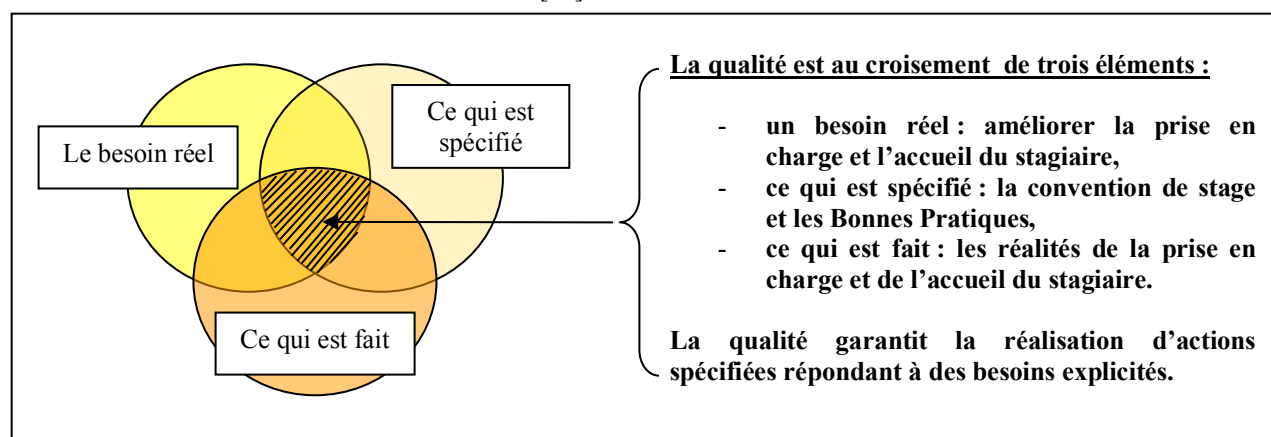 Le besoin réel
Ce qui est
spécifié
Ce qui est fait
La qualité est au croisement de trois éléments :
- un besoin réel : améliorer la prise en
charge et l’accueil du stagiaire,
- ce qui est spécifié : la convention de stage
et les Bonnes Pratiques,
- ce qui est fait : les réalités de la prise en
charge et de l’accueil du stagiaire.
La qualité garantit la réalisation d’actions
spécifiées répondant à des besoins explicités.